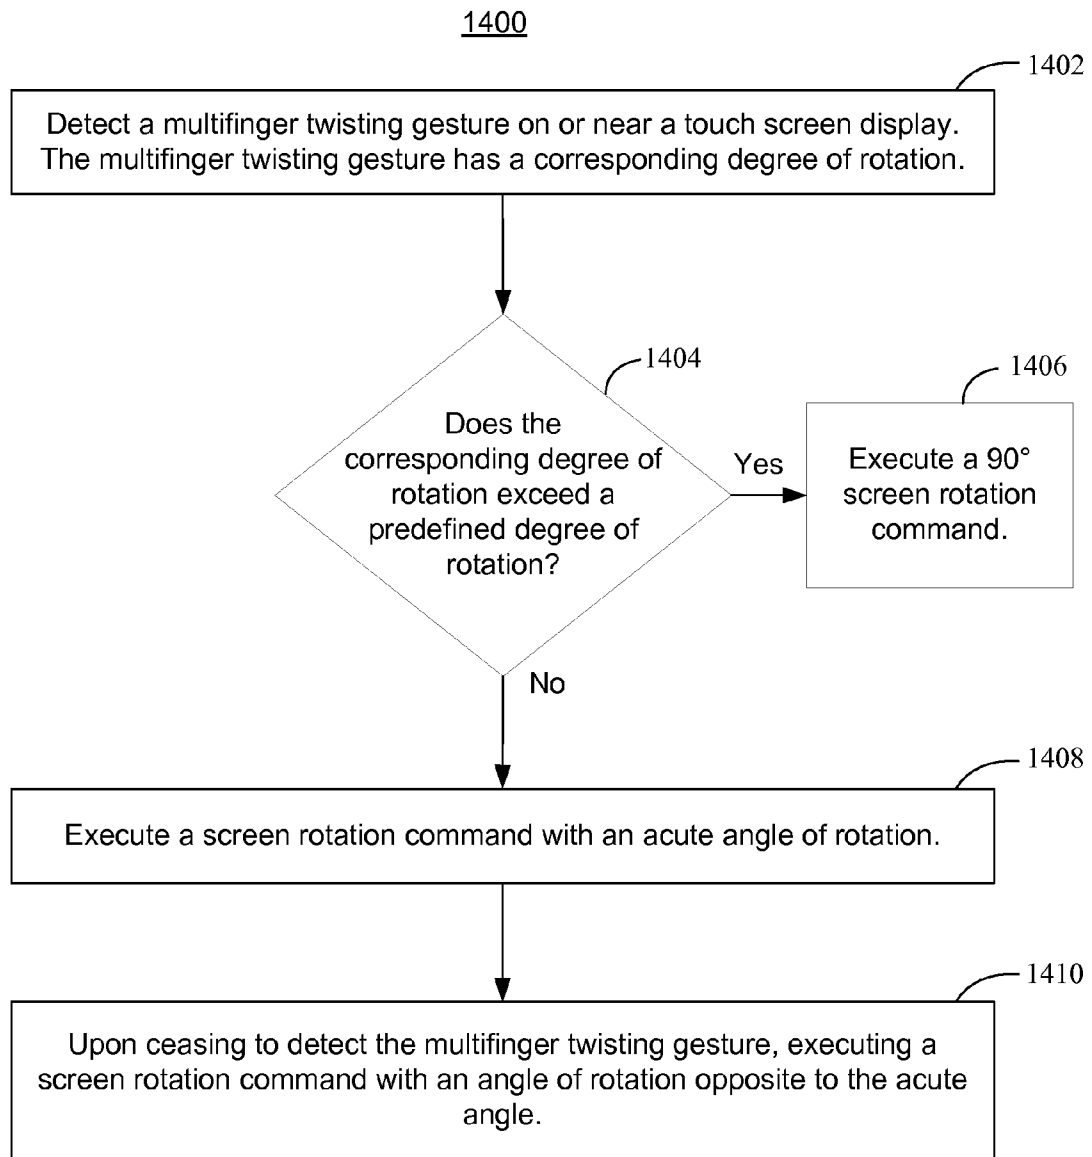 1400
1402
Detect a multifinger twisting gesture on or near a touch screen display.
The multifinger twisting gesture has a corresponding degree of rotation.
1404
Does the
corresponding degree of
rotation exceed a
predefined degree of
rotation?
Yes
1406
Execute a 90°
screen rotation
command.
No
1408
Execute a screen rotation command with an acute angle of rotation.
1410
Upon ceasing to detect the multifinger twisting gesture, executing a
screen rotation command with an angle of rotation opposite to the acute
angle.